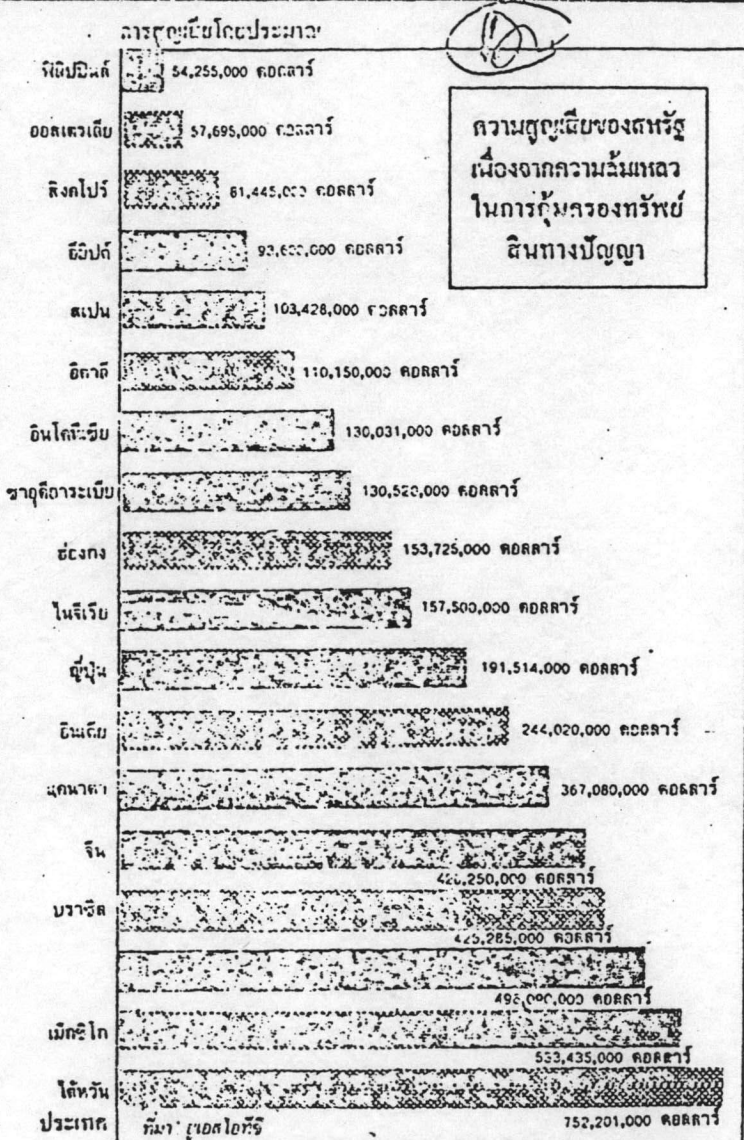 การสูญเสียโดยประมาณ
ความสูญเสียของสหรัฐ
เนื่องจากความล้มเหลว
ในการคุ้มครองทรัพย์
สินทางปัญญา
ฟิลิปปินส์ 54,255,000 ดอลลาร์
ออสเตรเลีย 57,695,000 ดอลลาร์
สิงคโปร์ 61,445,000 ดอลลาร์
อียิปต์ ดอลลาร์
สเปน 103,428,000 ดอลลาร์
อิตาลี 110,150,000 ดอลลาร์
อินโดนีเซีย 130,031,000 ดอลลาร์
ซาอุดิอาระเบีย 130,520,000 ดอลลาร์
ฮ่องกง 153,725,000 ดอลลาร์
ไนจีเรีย 157,500,000 ดอลลาร์
ญี่ปุ่น 191,514,000 ดอลลาร์
อินเดีย 244,020,000 ดอลลาร์
แคนาดา 367,080,000 ดอลลาร์
จีน
ดอลลาร์
บราซิล
425,285,000 ดอลลาร์
ดอลลาร์
เม็กซิโก
533,435,000 ดอลลาร์
ไต้หวัน
752,201,000 ดอลลาร์
ประเทศ ที่มา ยูเอสไอทีซี